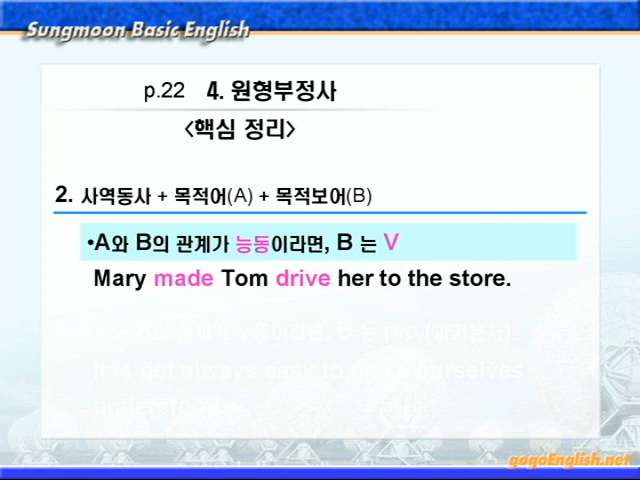 Sungmoon Basic English
p.22 4. 원형부정사
<핵심 정리>
2. 사역동사 + 목적어(A) + 목적보어(B)
•A와 B의 관계가 능동이라면, B 는 V
Mary made Tom drive her to the store.
A와 B의 관계가 수동이라면, B 는 p.p.(과거분사)
It is not always easy to make ourselves
understood.
gogoEnglish.net